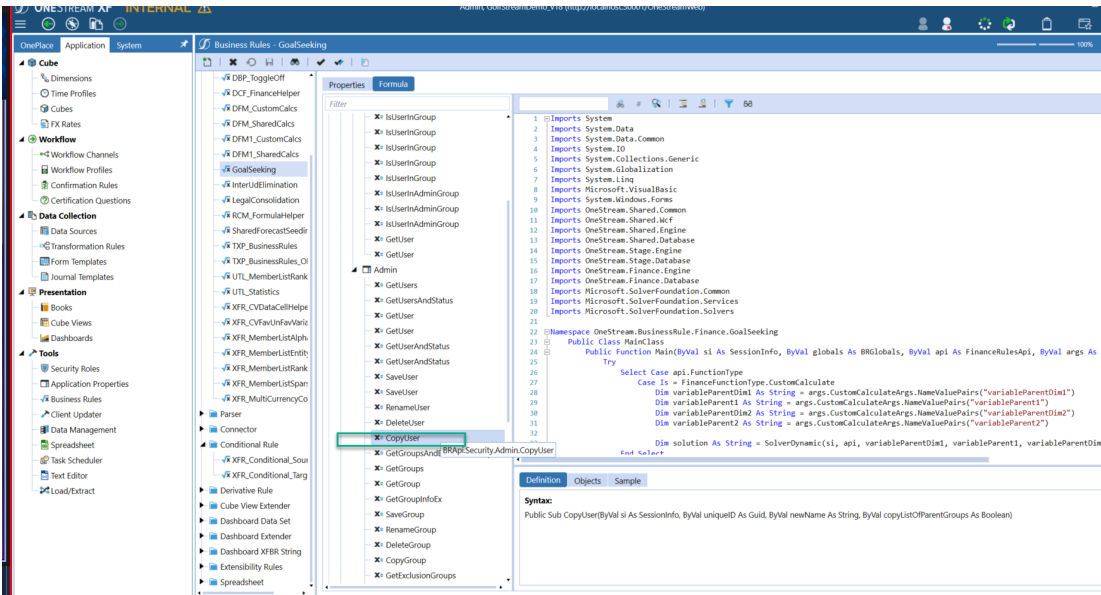 ONESTREAM XF INTERNAL
Admin, GolfStreamDemo_V18 (http://localhost:50001/OneStreamWeb)
100%
OnePlace Application System
Cube
Dimensions
Time Profiles
Cubes
FX Rates
Workflow
Workflow Channels
Workflow Profiles
Confirmation Rules
Certification Questions
Data Collection
Data Sources
Transformation Rules
Form Templates
Journal Templates
Presentation
Books
Cube Views
Dashboards
Tools
Security Roles
Application Properties
Business Rules
Client Updater
Data Management
Spreadsheet
Task Scheduler
Text Editor
Load/Extract
Business Rules - GoalSeeking
DBP_ToggleOff
DCF_FinanceHelper
DFM_CustomCalcs
DFM_SharedCalcs
DFM1_CustomCalcs
DFM1_SharedCalcs
GoalSeeking
InterUdElimination
LegalConsolidation
RCM_FormulaHelper
SharedForecastSeedir
TXP_BusinessRules
TXP_BusinessRules_Ol
UTL_MemberListRank
UTL_Statistics
XFR_CVDataCellHelpe
XFR_CVFavUnFavVaria
XFR_MemberListAlph
XFR_MemberListEntity
XFR_MemberListRank
XFR_MemberListSpars
XFR_MultiCurrencyCo
Parser
Connector
Conditional Rule
XFR_Conditional_Sour
XFR_Conditional_Targ
Derivative Rule
Cube View Extender
Dashboard Data Set
Dashboard Extender
Dashboard XFBR String
Extensibility Rules
Spreadsheet
Properties Formula
Filter
IsUserInGroup
IsUserInGroup
IsUserInGroup
IsUserInGroup
IsUserInGroup
IsUserInAdminGroup
IsUserInAdminGroup
IsUserInAdminGroup
GetUser
GetUser
Admin
GetUsers
GetUsersAndStatus
GetUser
GetUser
GetUserAndStatus
GetUserAndStatus
SaveUser
SaveUser
RenameUser
DeleteUser
CopyUser
BRApi.Security.Admin.CopyUser
GetGroupsAndE
GetGroups
GetGroup
GetGroupInfoEx
SaveGroup
RenameGroup
DeleteGroup
CopyGroup
GetExclusionGroups
1 Imports System
2 Imports System.Data
3 Imports System.Data.Common
4 Imports System.IO
5 Imports System.Collections.Generic
6 Imports System.Globalization
7 Imports System.Linq
8 Imports Microsoft.VisualBasic
9 Imports System.Windows.Forms
10 Imports OneStream.Shared.Common
11 Imports OneStream.Shared.Wcf
12 Imports OneStream.Shared.Engine
13 Imports OneStream.Shared.Database
14 Imports OneStream.Stage.Engine
15 Imports OneStream.Stage.Database
16 Imports OneStream.Finance.Engine
17 Imports OneStream.Finance.Database
18 Imports Microsoft.SolverFoundation.Common
19 Imports Microsoft.SolverFoundation.Services
20 Imports Microsoft.SolverFoundation.Solvers
21
22 Namespace OneStream.BusinessRule.Finance.GoalSeeking
23 Public Class MainClass
24 Public Function Main(ByVal si As SessionInfo, ByVal globals As BRGlobals, ByVal api As FinanceRulesApi, ByVal args As
25 Try
26 Select Case api.FunctionType
27 Case Is = FinanceFunctionType.CustomCalculate
28 Dim variableParentDim1 As String = args.CustomCalculateArgs.NameValuePairs("variableParentDim1")
29 Dim variableParent1 As String = args.CustomCalculateArgs.NameValuePairs("variableParent1")
30 Dim variableParentDim2 As String = args.CustomCalculateArgs.NameValuePairs("variableParentDim2")
31 Dim variableParent2 As String = args.CustomCalculateArgs.NameValuePairs("variableParent2")
32
Dim solution As String = SolverDynamic(si, api, variableParentDim1, variableParent1, variableParentDim
End Select
Definition Objects Sample
Syntax:
Public Sub CopyUser(ByVal si As SessionInfo, ByVal uniqueID As Guid, ByVal newName As String, ByVal copyListOfParentGroups As Boolean)